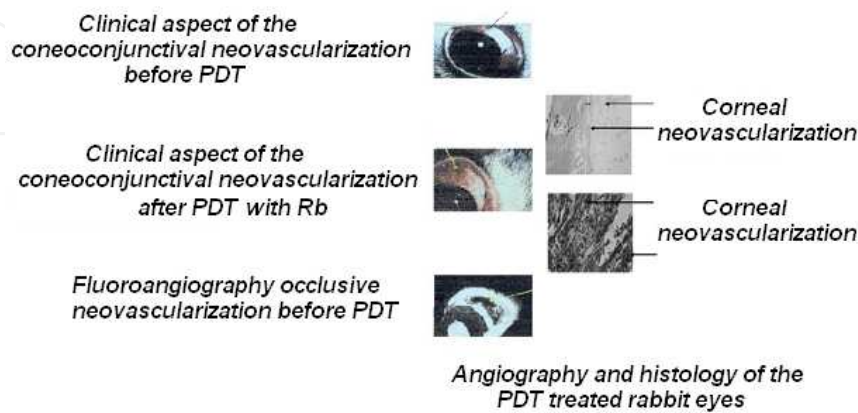 Clinical aspect of the
coneoconjunctival neovascularization
before PDT
Corneal
neovascularization
Clinical aspect of the
coneoconjunctival neovascularization
after PDT with Rb
Corneal
neovascularization
Fluoroangiography occlusive
neovascularization before PDT
Angiography and histology of the
PDT treated rabbit eyes